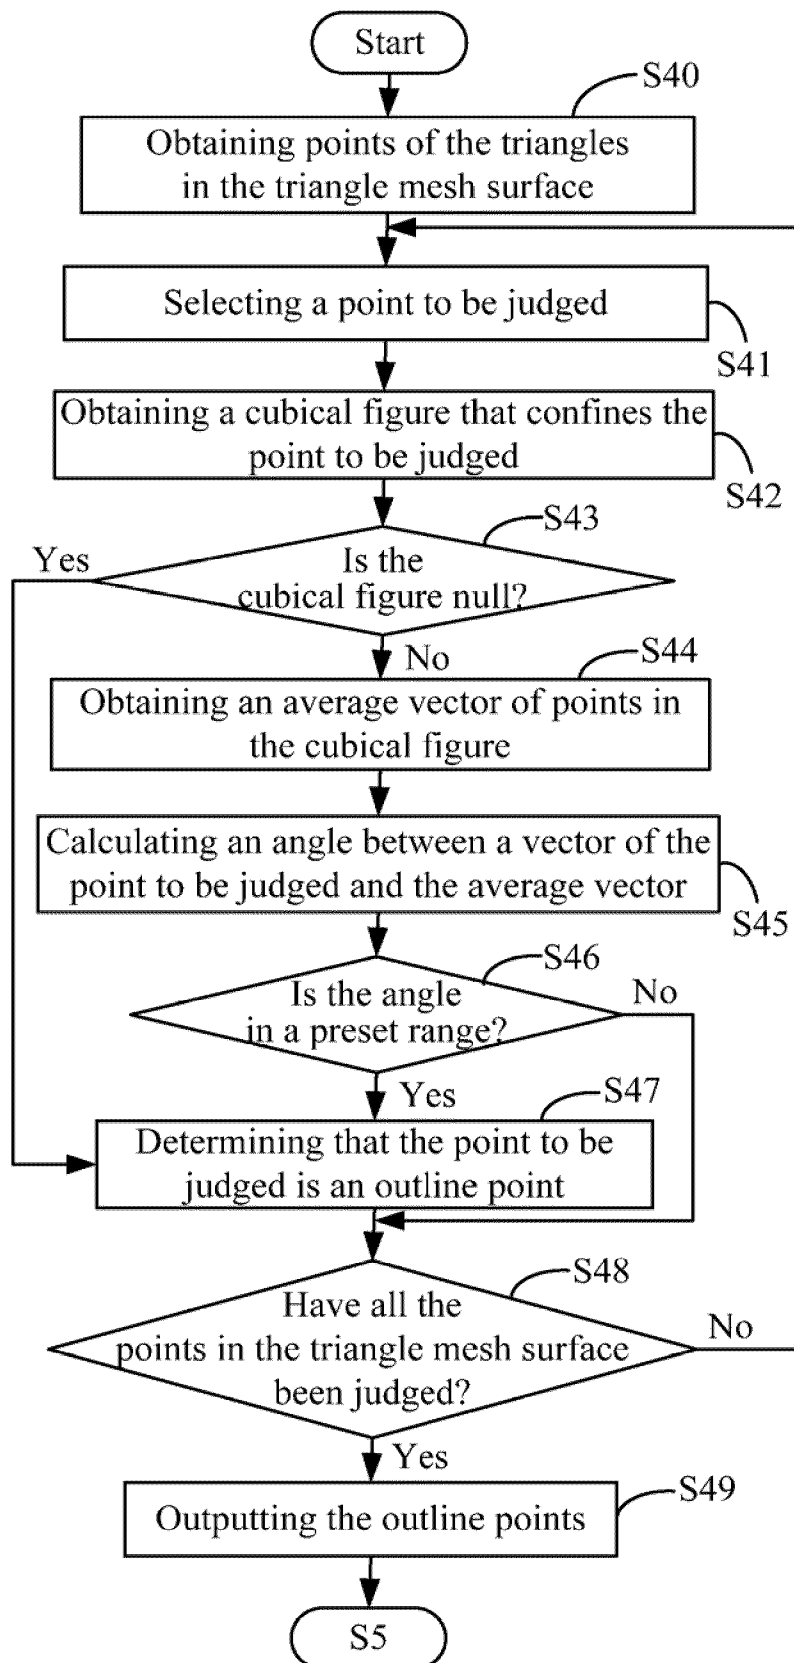 Start
S40
Obtaining points of the triangles
in the triangle mesh surface
Selecting a point to be judged
S41
Obtaining a cubical figure that confines the
point to be judged
S42
S43
Yes
Is the
cubical figure null?
No
S44
Obtaining an average vector of points in
the cubical figure
Calculating an angle between a vector of the
point to be judged and the average vector
S45
S46
Is the angle
in a preset range?
No
Yes
S47
Determining that the point to be
judged is an outline point
S48
Have all the
points in the triangle mesh surface
been judged?
No
Yes
S49
Outputting the outline points
S5